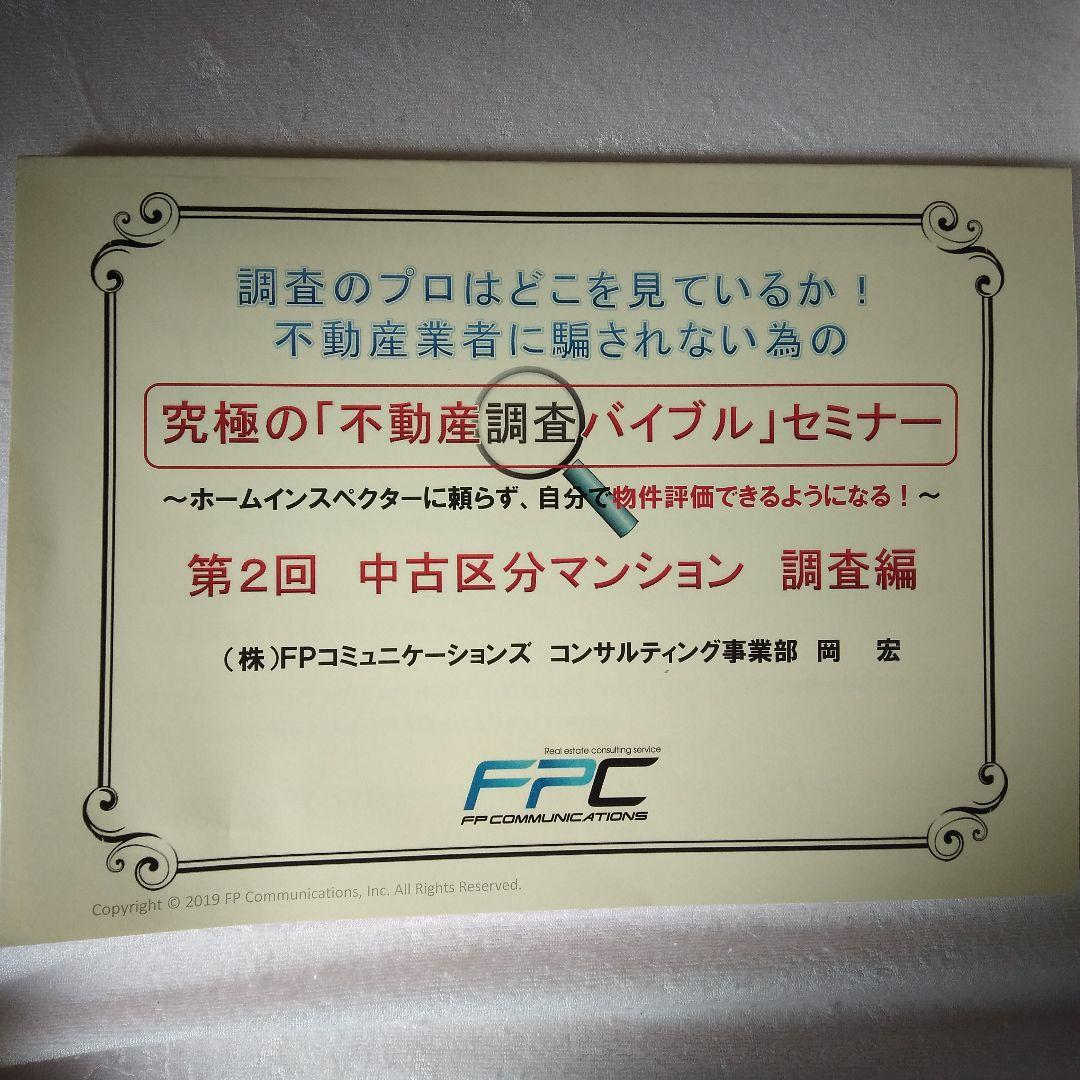 調査のプロはどこを見ているか！
不動産業者に騙されない為の
究極の「不動産調査バイブル」セミナー
～ホームインスペクターに頼らず、自分で物件評価できるようになる！～
第２回　中古区分マンション　調査編
（株）FPコミュニケーションズ　コンサルティング事業部　岡　宏
Real estate consulting service
FPC
FP COMMUNICATIONS
Copyright © 2019 FP Communications, Inc. All Rights Reserved.